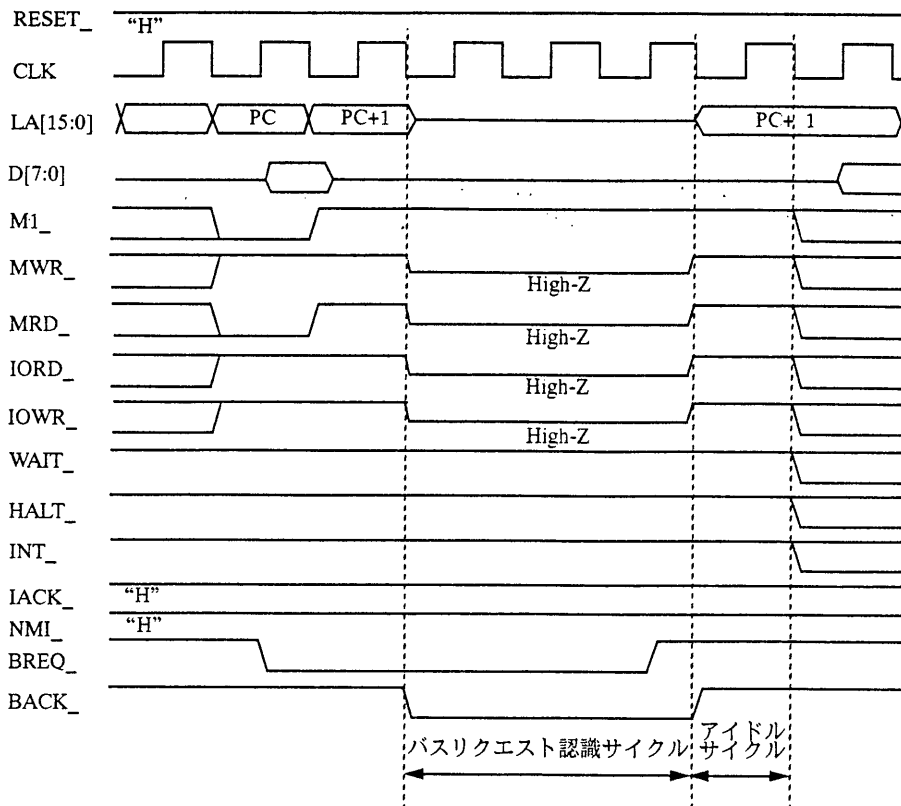 RESET_ “H”
CLK
LA[15:0] PC PC+1 PC+ 1
D[7:0]
M1_
MWR_ High-Z
MRD_ High-Z
IORD_ High-Z
IOWR_ High-Z
WAIT_
HALT_
INT_
IACK_ “H”
NMI_ “H”
BREQ_
BACK_
バスリクエスト認識サイクル
アイドル
サイクル